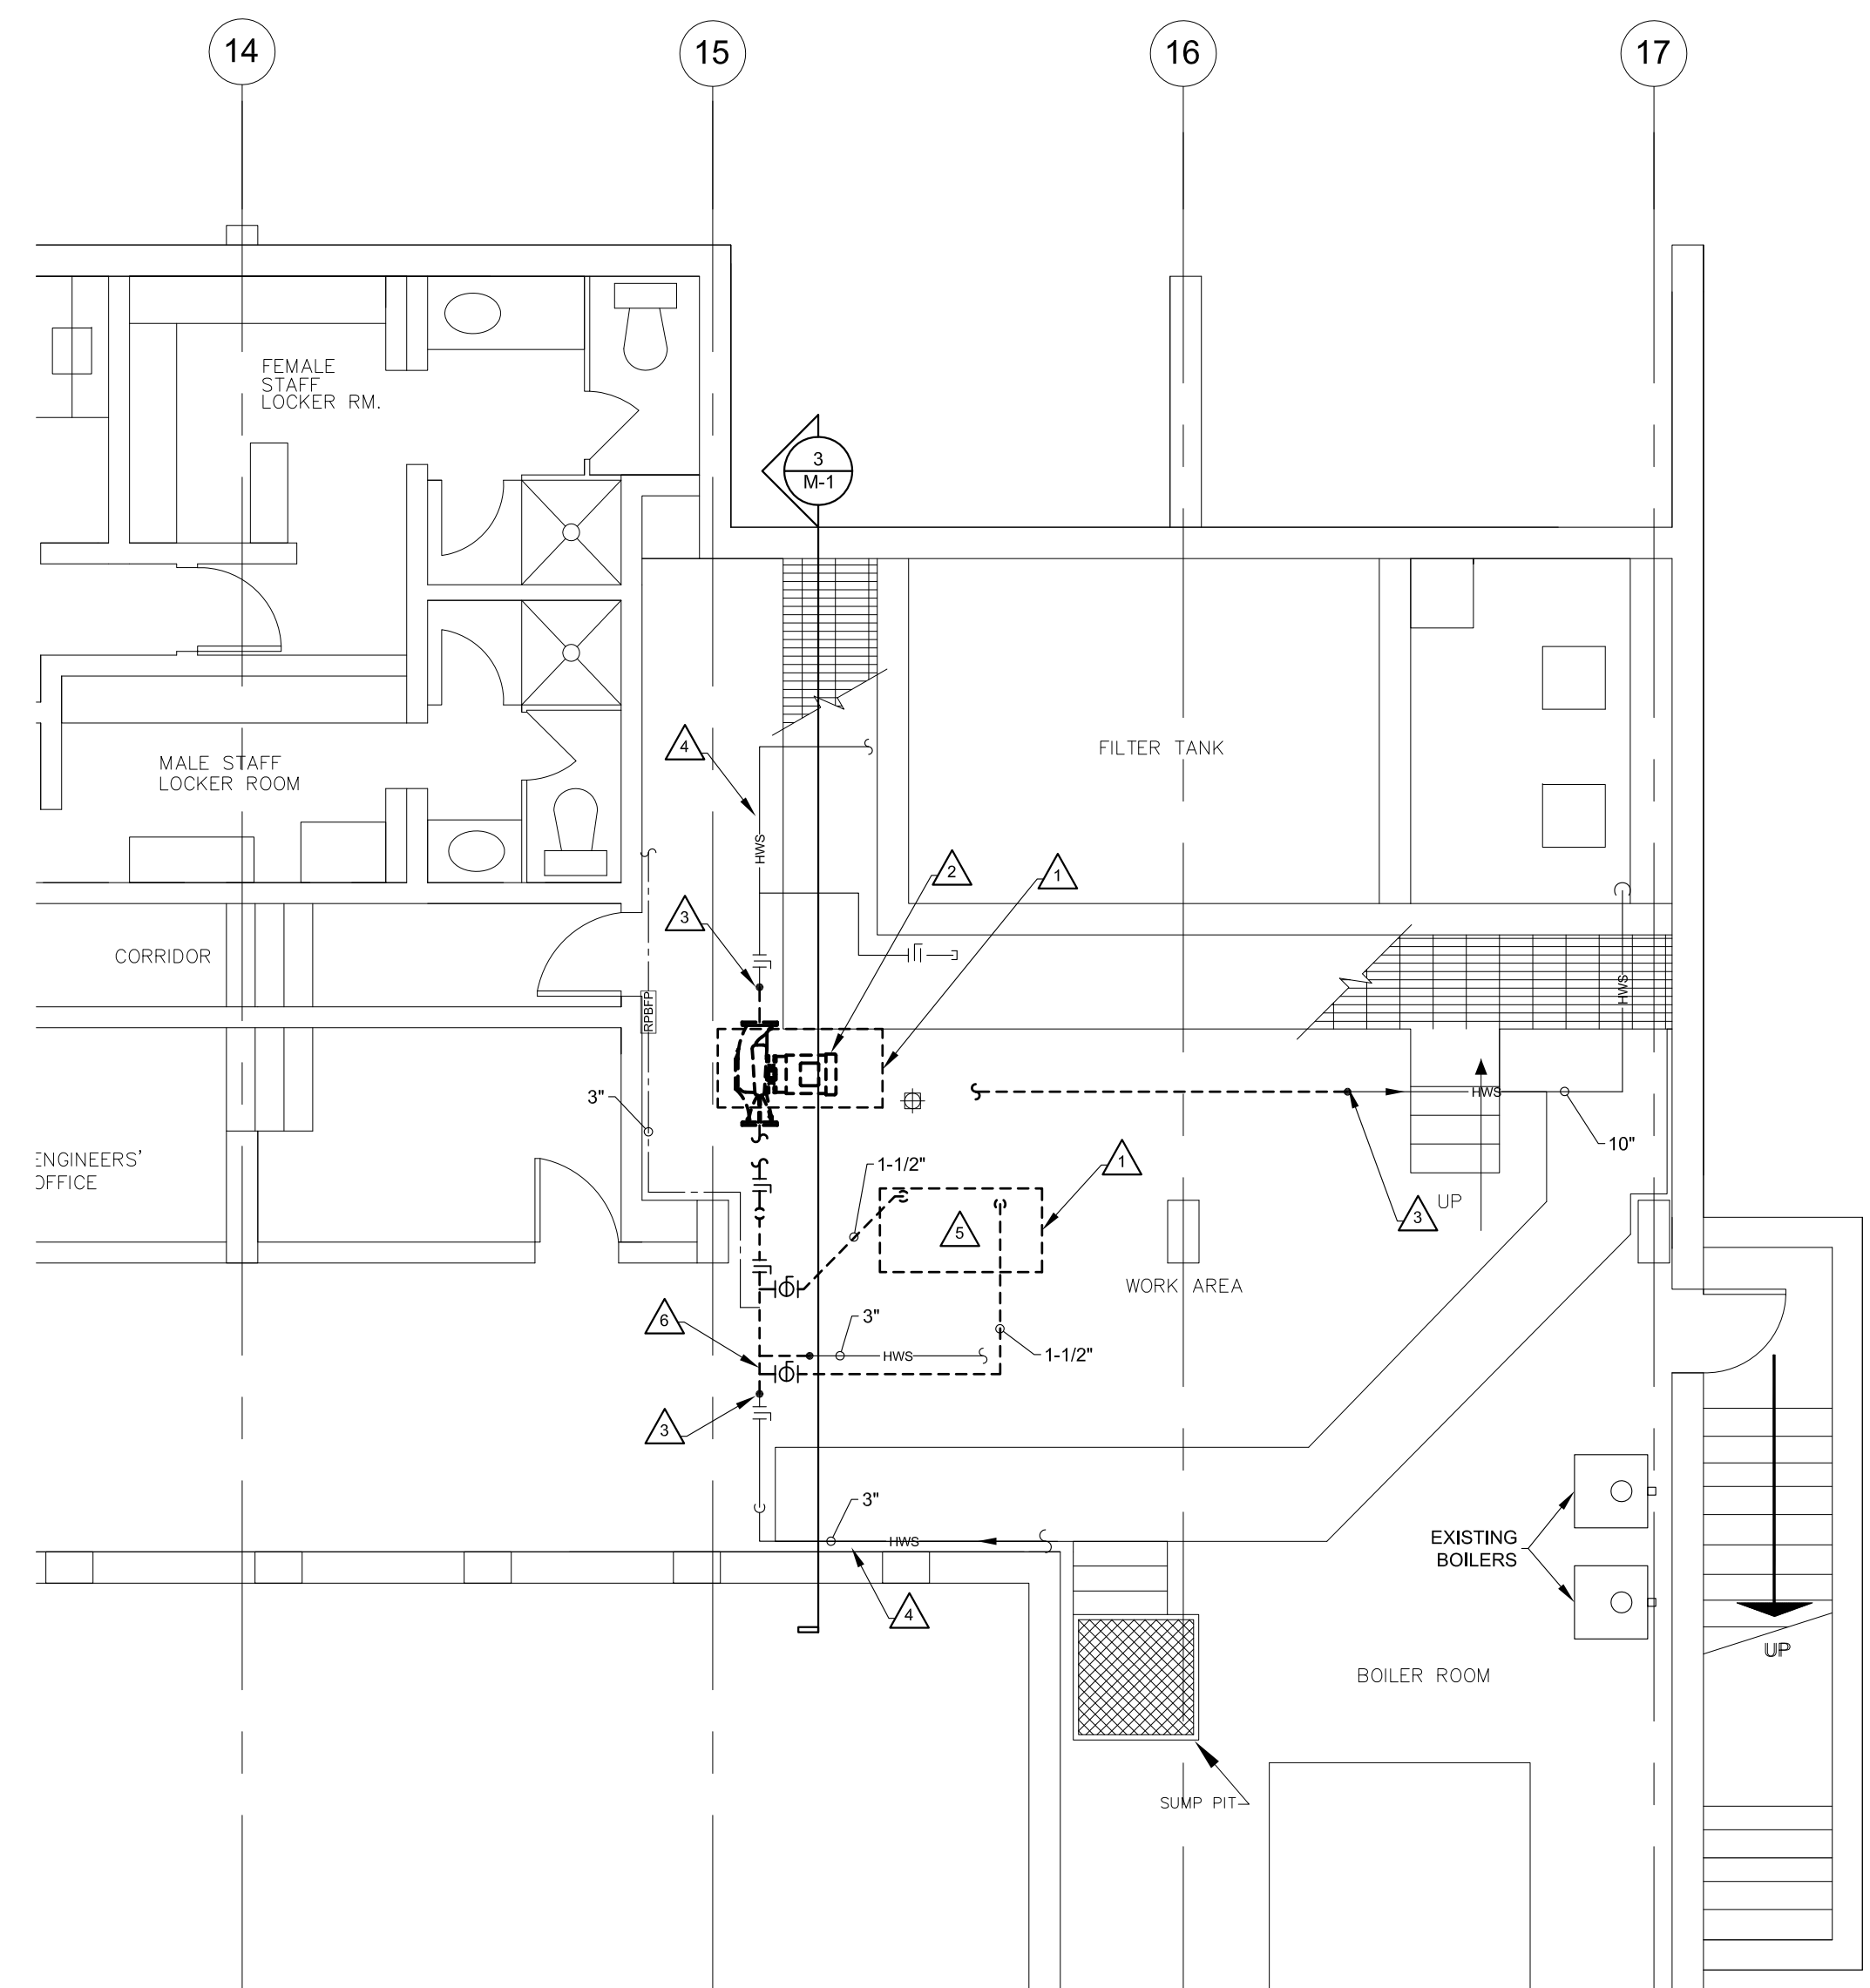 14
15
16
17
FEMALE
STAFF
LOCKER RM.
3
M-1
MALE STAFF
LOCKER ROOM
4
FILTER TANK
HWS
2
1
3
CORRIDOR
RPBFP
HWS
3"
HWS
10"
ENGINEERS'
OFFICE
1-1/2"
1
5
3
UP
WORK AREA
6
3"
HWS
1-1/2"
3
3"
HWS
4
EXISTING
BOILERS
UP
BOILER ROOM
SUMP PIT